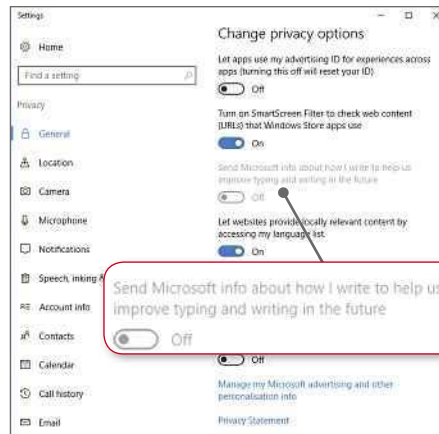 Settings
Home
Find a setting
Privacy
General
Location
Camera
Microphone
Notifications
Speech, inking
Account info
Contacts
Calendar
Call history
Email
Change privacy options
Let apps use my advertising ID for experiences across
apps (turning this off will reset your ID)
Off
Turn on SmartScreen Filter to check web content
(URLs) that Windows Store apps use
On
Send Microsoft info about how I write to help us
improve typing and writing in the future
Off
Let websites provide locally relevant content by
accessing my language list
On
Send Microsoft info about how I write to help us
improve typing and writing in the future
Off
Off
Manage my Microsoft advertising and other
personalisation info
Privacy Statement